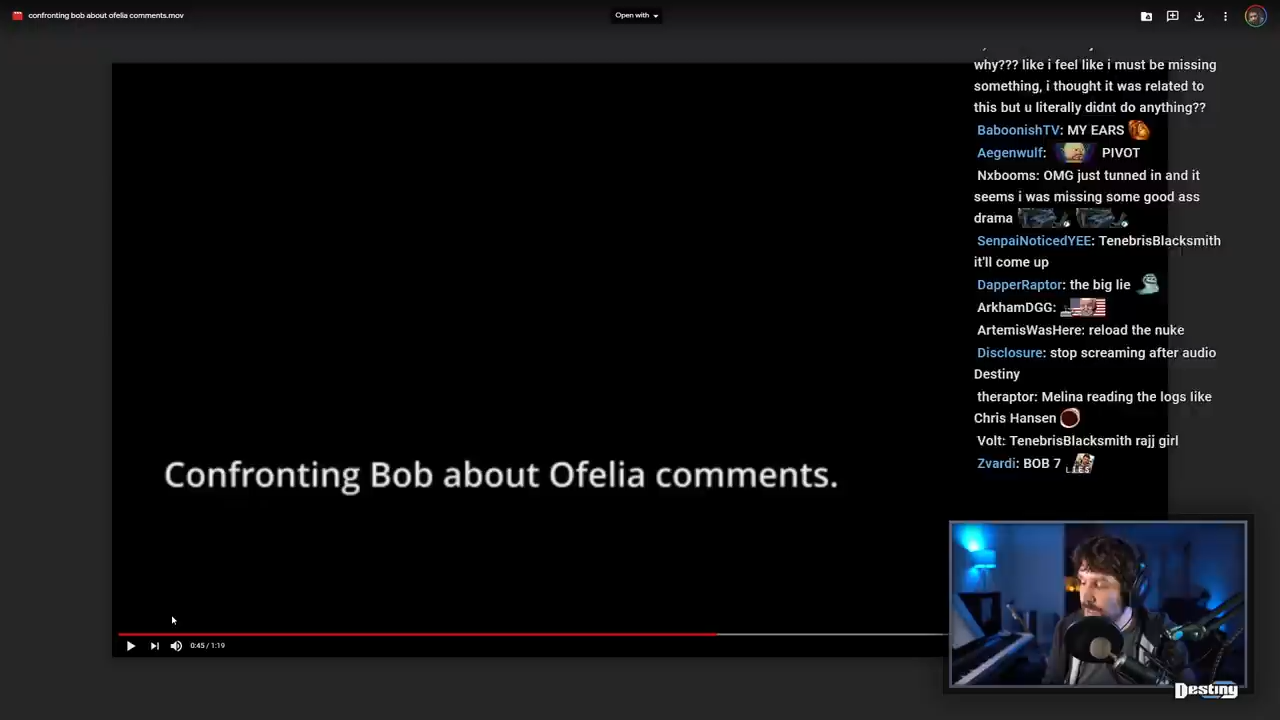 confronting bob about ofelia comments.mov
Open with
why??? like i feel like i must be missing
something, i thought it was related to
this but u literally didnt do anything??
BaboonishTV: MY EARS
Aegenwulf: PIVOT
Nxbooms: OMG just tunned in and it
seems i was missing some good ass
drama
SenpaiNoticedYEE: TenebrisBlacksmith
it'll come up
DapperRaptor: the big lie
ArkhamDGG:
ArtemisWasHere: reload the nuke
Disclosure: stop screaming after audio
Destiny
theraptor: Melina reading the logs like
Chris Hansen
Volt: TenebrisBlacksmith rajj girl
Zvardi: BOB 7
Confronting Bob about Ofelia comments.
0:45 / 1:19
Destiny